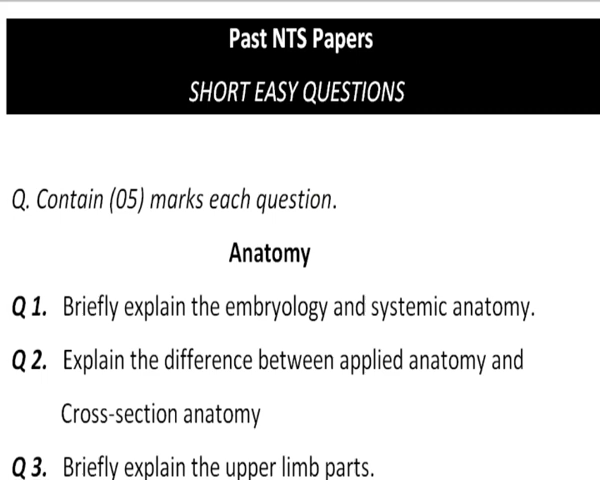 Past NTS Papers
SHORT EASY QUESTIONS
Q. Contain (05) marks each question.
Anatomy
Q 1. Briefly explain the embryology and systemic anatomy.
Q 2. Explain the difference between applied anatomy and
Cross-section anatomy
Q 3. Briefly explain the upper limb parts.